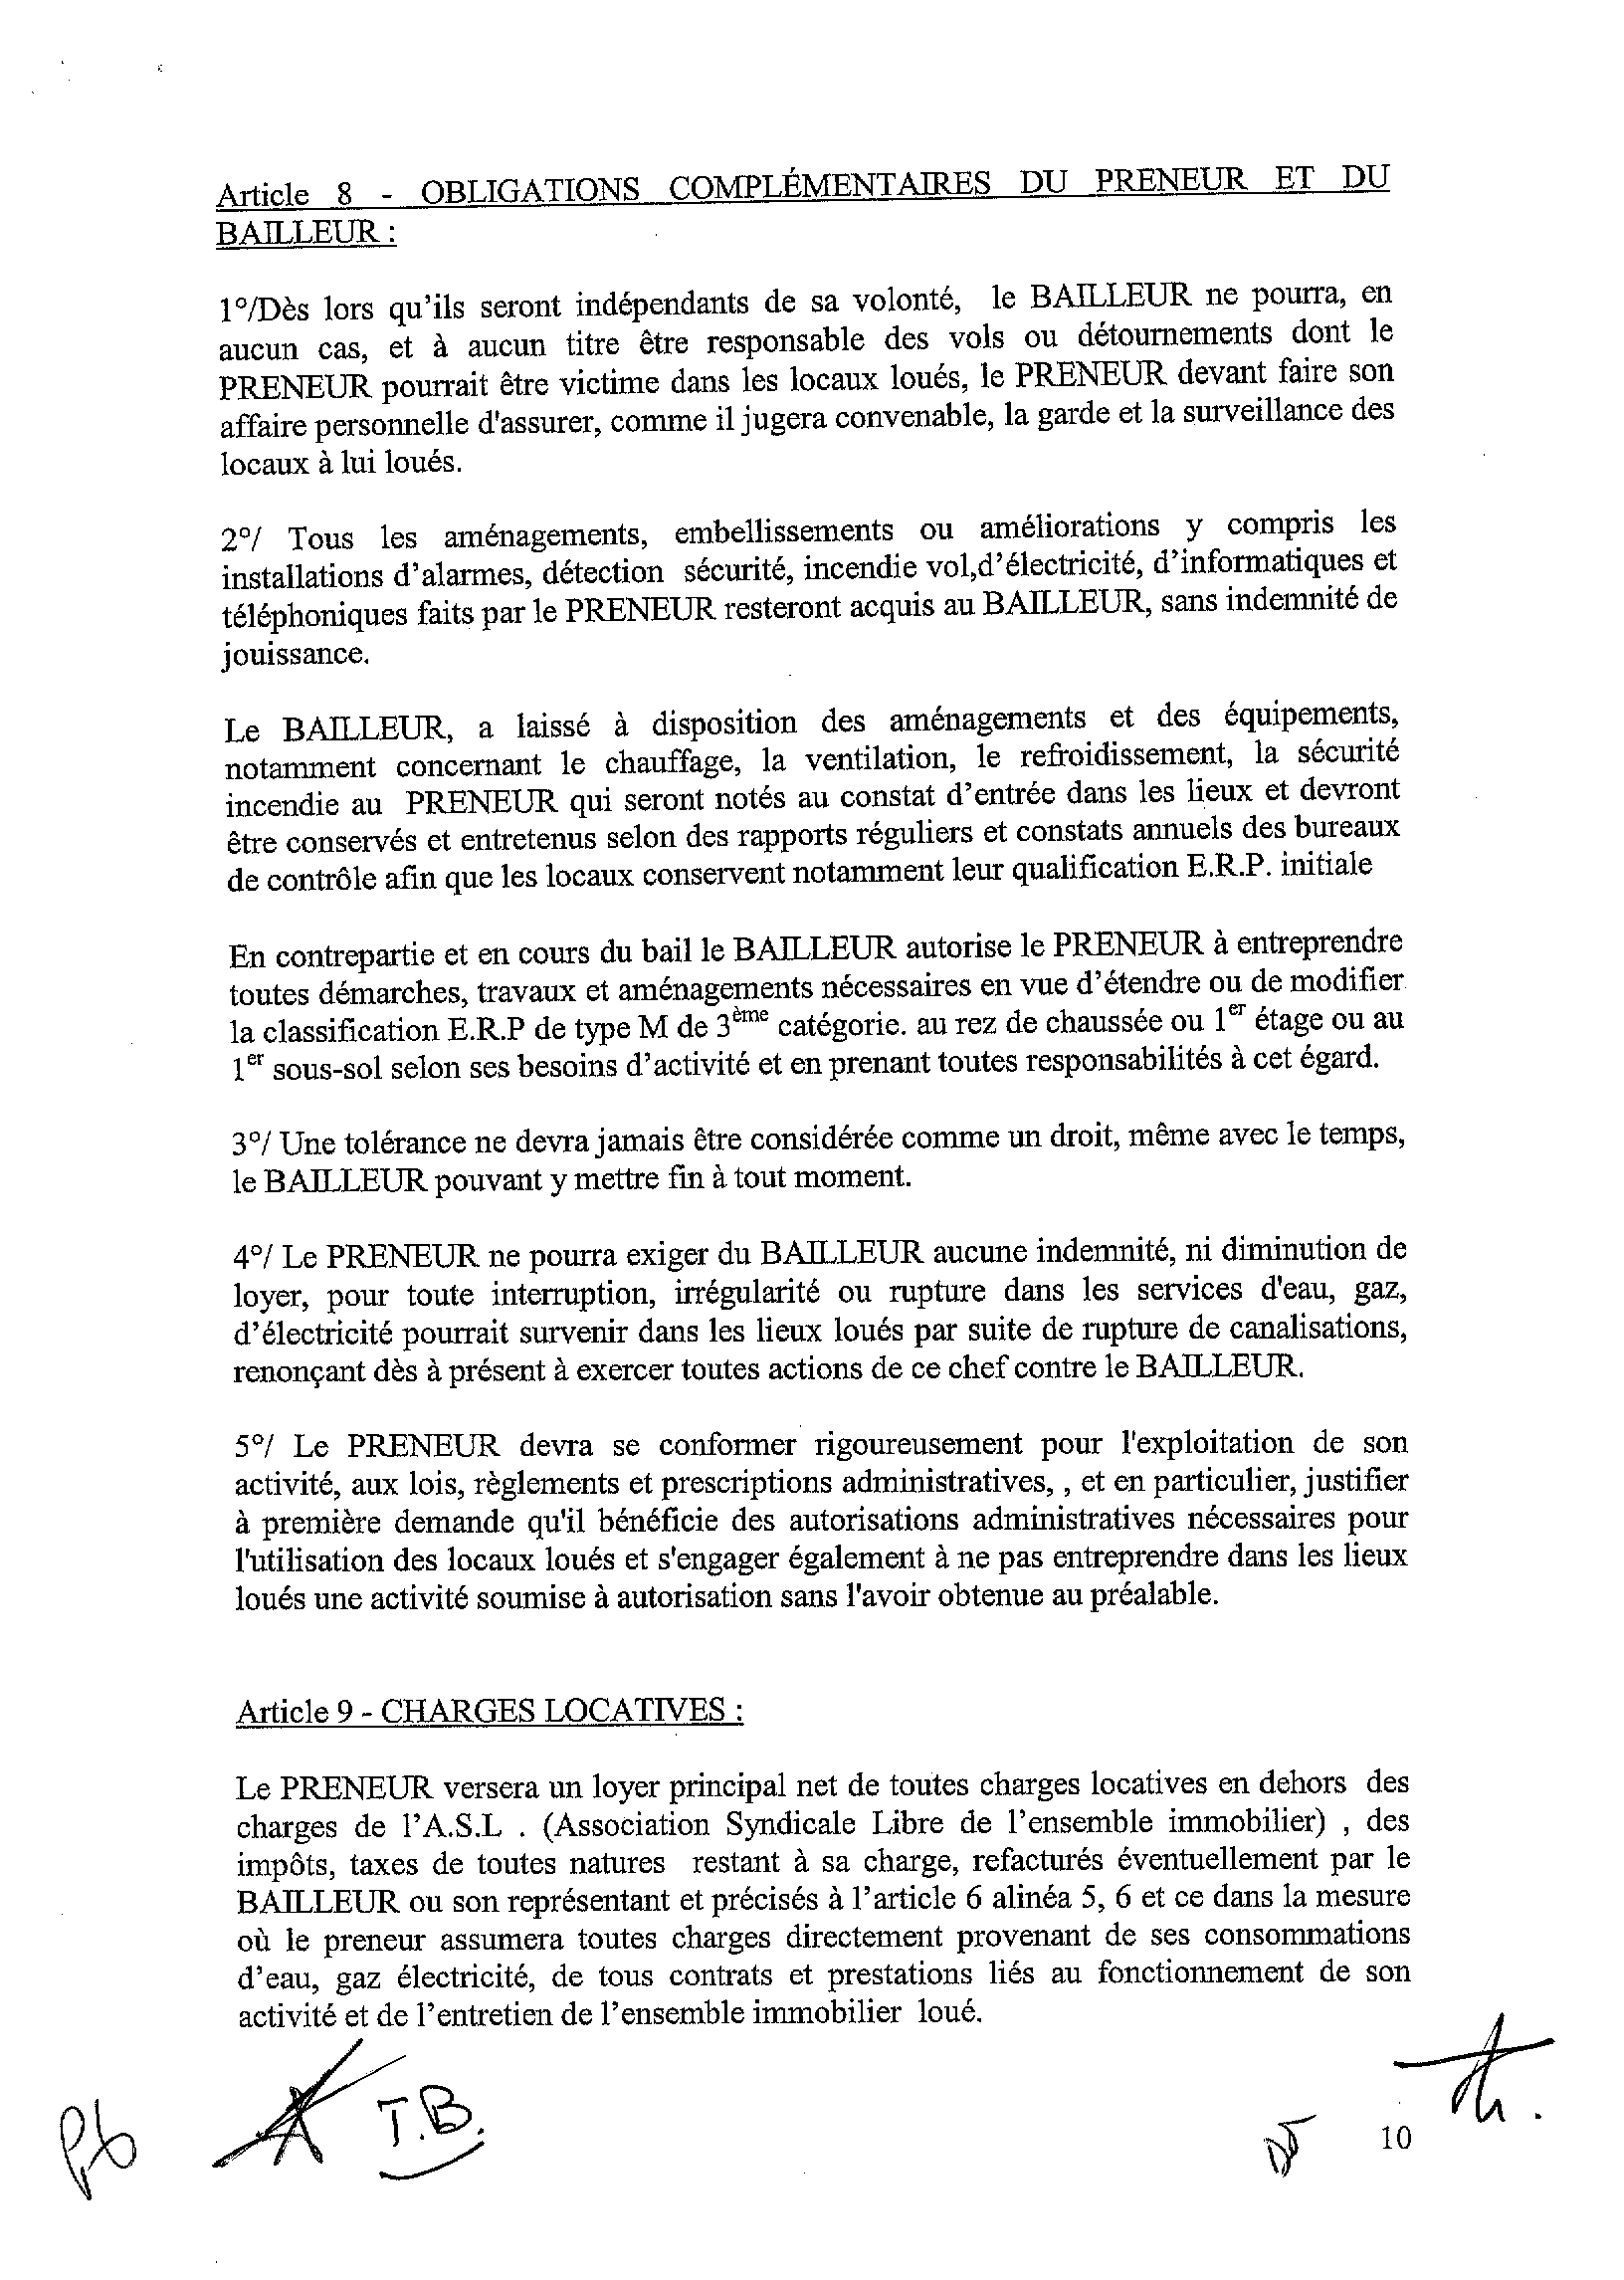 Article 8 - OBLIGATIONS COMPLÉMENTAIRES DU PRENEUR ET DU
BAILLEUR :
1°/Dès lors qu'ils seront indépendants de sa volonté, le BAILLEUR ne pourra, en
aucun cas, et à aucun titre être responsable des vols ou détournements dont le
PRENEUR pourrait être victime dans les locaux loués, le PRENEUR devant faire son
affaire personnelle d'assurer, comme il jugera convenable, la garde et la surveillance des
locaux à lui loués.
2°/ Tous les aménagements, embellissements ou améliorations y compris les
installations d'alarmes, détection sécurité, incendie vol,d'électricité, d'informatiques et
téléphoniques faits par le PRENEUR resteront acquis au BAILLEUR, sans indemnité de
jouissance.
Le BAILLEUR, a laissé à disposition des aménagements et des équipements,
notamment concernant le chauffage, la ventilation, le refroidissement, la sécurité
incendie au PRENEUR qui seront notés au constat d'entrée dans les lieux et devront
être conservés et entretenus selon des rapports réguliers et constats annuels des bureaux
de contrôle afin que les locaux conservent notamment leur qualification E.R.P. initiale
En contrepartie et en cours du bail le BAILLEUR autorise le PRENEUR à entreprendre
toutes démarches, travaux et aménagements nécessaires en vue d'étendre ou de modifier
la classification E.R.P de type M de 3ème catégorie. au rez de chaussée ou 1er étage ou au
1er sous-sol selon ses besoins d'activité et en prenant toutes responsabilités à cet égard.
3°/ Une tolérance ne devra jamais être considérée comme un droit, même avec le temps,
le BAILLEUR pouvant y mettre fin à tout moment.
4°/ Le PRENEUR ne pourra exiger du BAILLEUR aucune indemnité, ni diminution de
loyer, pour toute interruption, irrégularité ou rupture dans les services d'eau, gaz,
d'électricité pourrait survenir dans les lieux loués par suite de rupture de canalisations,
renonçant dès à présent à exercer toutes actions de ce chef contre le BAILLEUR.
5°/ Le PRENEUR devra se conformer rigoureusement pour l'exploitation de son
activité, aux lois, règlements et prescriptions administratives, , et en particulier, justifier
à première demande qu'il bénéficie des autorisations administratives nécessaires pour
l'utilisation des locaux loués et s'engager également à ne pas entreprendre dans les lieux
loués une activité soumise à autorisation sans l'avoir obtenue au préalable.
Article 9 - CHARGES LOCATIVES :
Le PRENEUR versera un loyer principal net de toutes charges locatives en dehors des
charges de l'A.S.L . (Association Syndicale Libre de l'ensemble immobilier) , des
impôts, taxes de toutes natures restant à sa charge, refacturés éventuellement par le
BAILLEUR ou son représentant et précisés à l'article 6 alinéa 5, 6 et ce dans la mesure
où le preneur assumera toutes charges directement provenant de ses consommations
d'eau, gaz électricité, de tous contrats et prestations liés au fonctionnement de son
activité et de l'entretien de l'ensemble immobilier loué.
T.B.
10